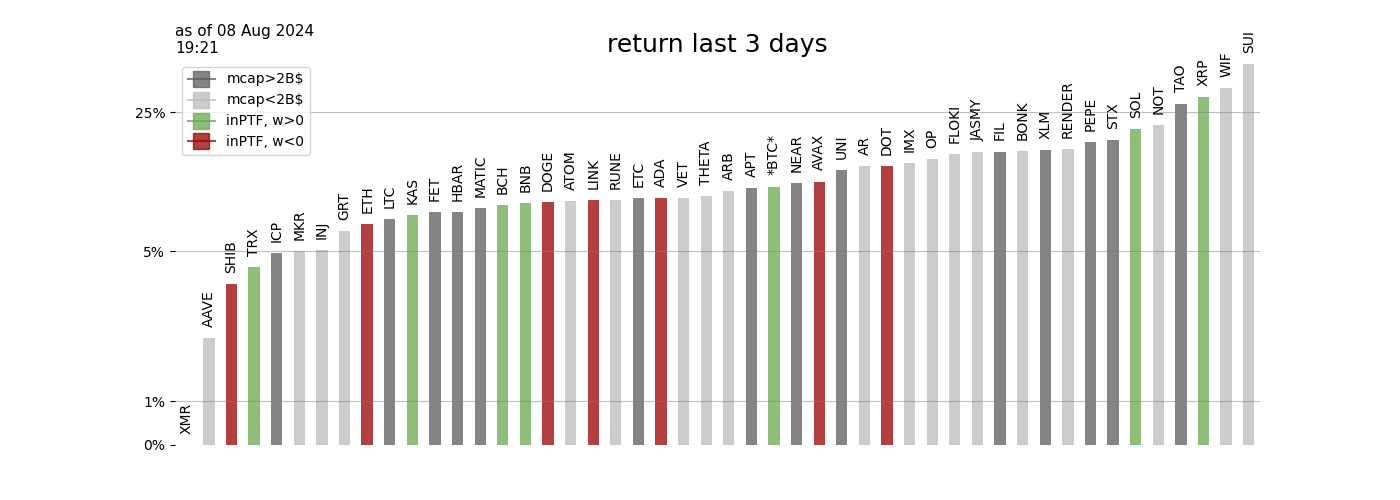 as of 08 Aug 2024
19:21
return last 3 days
mcap>2B$
mcap<2B$
inPTF, w>0
inPTF, w<0
25%
5%
1%
0%
XMR
AAVE
SHIB
TRX
ICP
MKR
INJ
GRT
ETH
LTC
KAS
FET
HBAR
MATIC
BCH
BNB
DOGE
ATOM
LINK
RUNE
ETC
ADA
VET
THETA
ARB
APT
*BTC*
NEAR
AVAX
UNI
AR
DOT
IMX
OP
FLOKI
JASMY
FIL
BONK
XLM
RENDER
PEPE
STX
SOL
NOT
TAO
XRP
WIF
SUI